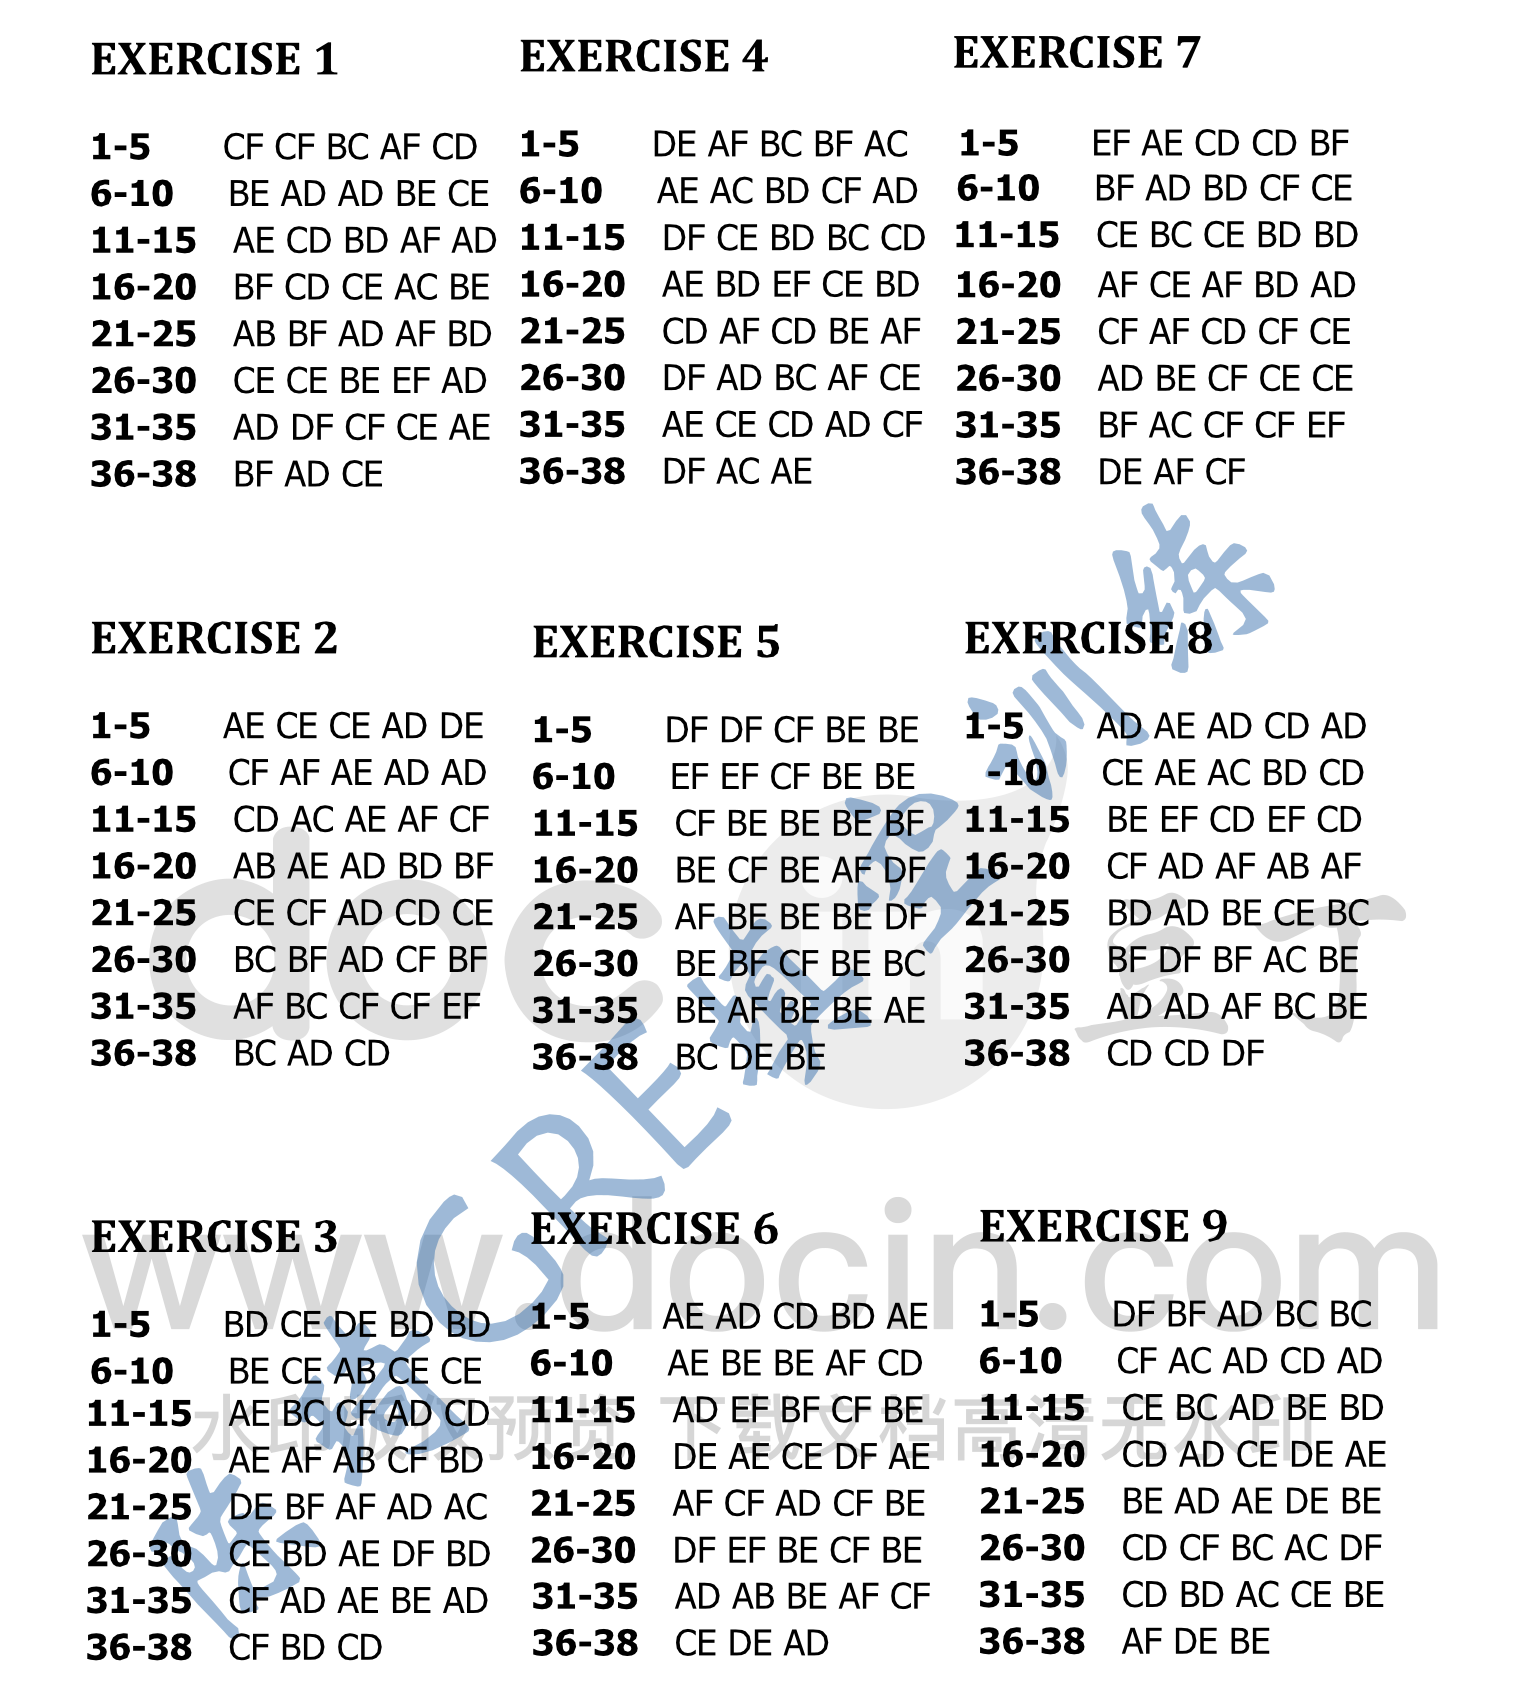 EXERCISE 1
1-5 CF CF BC AF CD
6-10 BE AD AD BE CE
11-15 AE CD BD AF AD
16-20 BF CD CE AC BE
21-25 AB BF AD AF BD
26-30 CE CE BE EF AD
31-35 AD DF CF CE AE
36-38 BF AD CE
EXERCISE 2
1-5 AE CE CE AD DE
6-10 CF AF AE AD AD
11-15 CD AC AE AF CF
16-20 AB AE AD BD BF
21-25 CE CF AD CD CE
26-30 BC BF AD CF BF
31-35 AF BC CF CF EF
36-38 BC AD CD
EXERCISE 3
1-5 BD CE DE BD BD
6-10 BE CE AB CE CE
11-15 AE BC CF AD CD
16-20 AE AF AB CF BD
21-25 DE BF AF AD AC
26-30 CE BD AE DF BD
31-35 CF AD AE BE AD
36-38 CF BD CD
EXERCISE 4
1-5 DE AF BC BF AC
6-10 AE AC BD CF AD
11-15 DF CE BD BC CD
16-20 AE BD EF CE BD
21-25 CD AF CD BE AF
26-30 DF AD BC AF CE
31-35 AE CE CD AD CF
36-38 DF AC AE
EXERCISE 5
1-5 DF DF CF BE BE
6-10 EF EF CF BE BE
11-15 CF BE BE BE BF
16-20 BE CF BE AF DF
21-25 AF BE BE BE DF
26-30 BE BF CF BE BC
31-35 BE AF BE BE AE
36-38 BC DE BE
EXERCISE 6
1-5 AE AD CD BD AE
6-10 AE BE BE AF CD
11-15 AD EF BF CF BE
16-20 DE AE CE DF AE
21-25 AF CF AD CF BE
26-30 DF EF BE CF BE
31-35 AD AB BE AF CF
36-38 CE DE AD
EXERCISE 7
1-5 EF AE CD CD BF
6-10 BF AD BD CF CE
11-15 CE BC CE BD BD
16-20 AF CE AF BD AD
21-25 CF AF CD CF CE
26-30 AD BE CF CE CE
31-35 BF AC CF CF EF
36-38 DE AF CF
EXERCISE 8
1-5 AD AE AD CD AD
-10 CE AE AC BD CD
11-15 BE EF CD EF CD
16-20 CF AD AF AB AF
21-25 BD AD BE CE BC
26-30 BF DF BF AC BE
31-35 AD AD AF BC BE
36-38 CD CD DF
EXERCISE 9
1-5 DF BF AD BC BC
6-10 CF AC AD CD AD
11-15 CE BC AD BE BD
16-20 CD AD CE DE AE
21-25 BE AD AE DE BE
26-30 CD CF BC AC DF
31-35 CD BD AC CE BE
36-38 AF DE BE
陈琦GRE填空训练
docin 豆丁
www.docin.com
水印仅预览 下载文档高清无水印